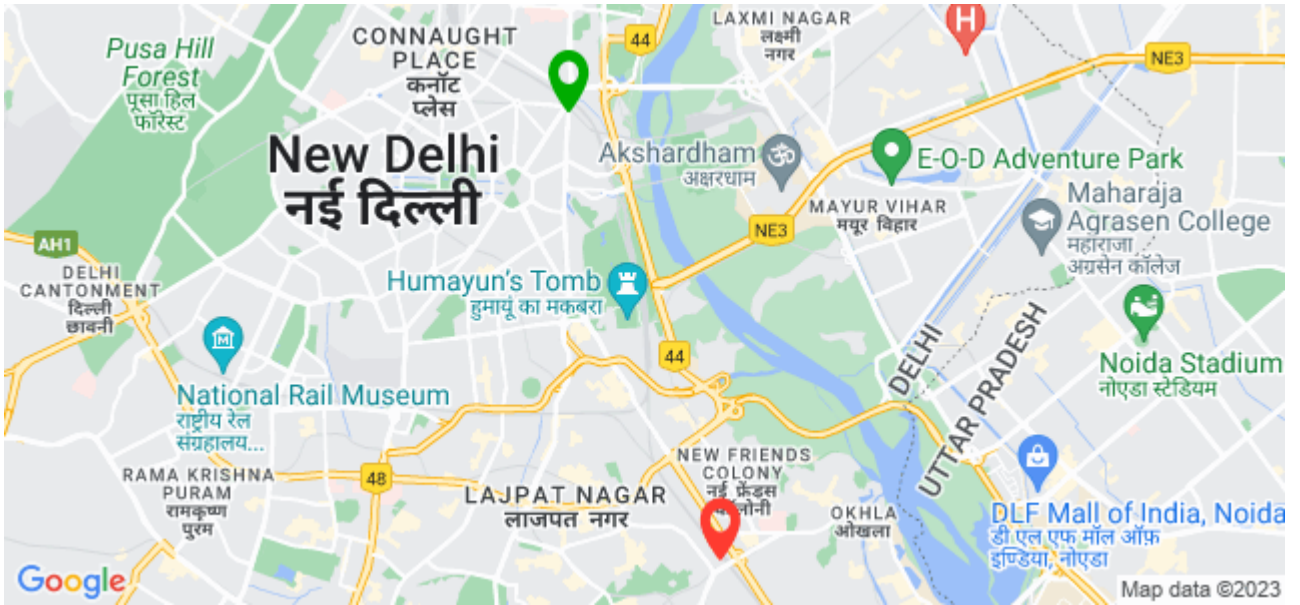 Pusa Hill
Forest
पूसा हिल
फॉरेस्ट
CONNAUGHT
PLACE
कनॉट
प्लेस
44
LAXMI NAGAR
लक्ष्मी
नगर
H
NE3
New Delhi
नई दिल्ली
Akshardham
अक्षरधाम
E-O-D Adventure Park
MAYUR VIHAR
मयूर विहार
Maharaja
Agrasen College
महाराजा
अग्रसेन कॉलेज
NE3
AH1
DELHI
CANTONMENT
दिल्ली
छावनी
Humayun's Tomb
हुमायूं का मकबरा
M
National Rail Museum
राष्ट्रीय रेल
संग्रहालय...
44
DELHI
UTTAR PRADESH
Noida Stadium
नोएडा स्टेडियम
RAMA KRISHNA
PURAM
रामकृष्ण
पुरम
48
LAJPAT NAGAR
लाजपत नगर
NEW FRIENDS
COLONY
नई फ्रेंड्स
OKHLA
ओखला
DLF Mall of India, Noida
डी एल एफ मॉल ऑफ़
इण्डिया, नोएडा
Google
Map data ©2023